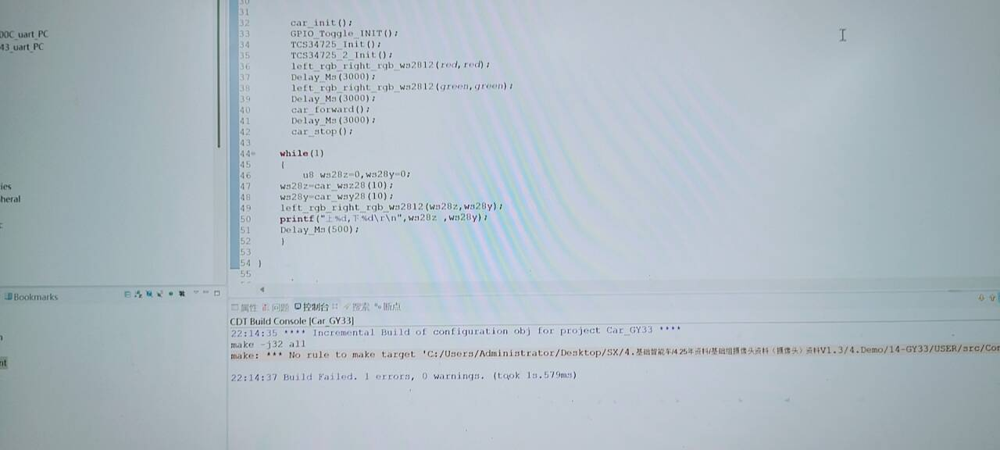 00C_uart_PC
43_uart_PC
ies
heral
Bookmarks
30
31
32 car_init();
33 GPIO_Toggle_INIT();
34 TCS34725_Init();
35 TCS34725_2_Init();
36 left_rgb_right_rgb_ws2812(red,red);
37 Delay_Ms(3000);
38 left_rgb_right_rgb_ws2812(green,green);
39 Delay_Ms(3000);
40 car_forward();
41 Delay_Ms(3000);
42 car_stop();
43
44 while(1)
45 {
46 u8 ws28z=0,ws28y=0;
47 ws28z=car_wsz28(10);
48 ws28y=car_wsy28(10);
49 left_rgb_right_rgb_ws2812(ws28z,ws28y);
50 printf("上%d,下%d\r\n",ws28z ,ws28y);
51 Delay_Ms(500);
52 }
53
54 }
55
属性 问题 控制台 搜索 断点
CDT Build Console [Car_GY33]
22:14:35 **** Incremental Build of configuration obj for project Car_GY33 ****
make -j32 all
make: *** No rule to make target 'C:/Users/Administrator/Desktop/SX/4.基础智能车/4.25年资料/基础组摄像头资料（摄像头）资料V1.3/4.Demo/14-GY33/USER/src/Cor
22:14:37 Build Failed. 1 errors, 0 warnings. (took 1s.579ms)